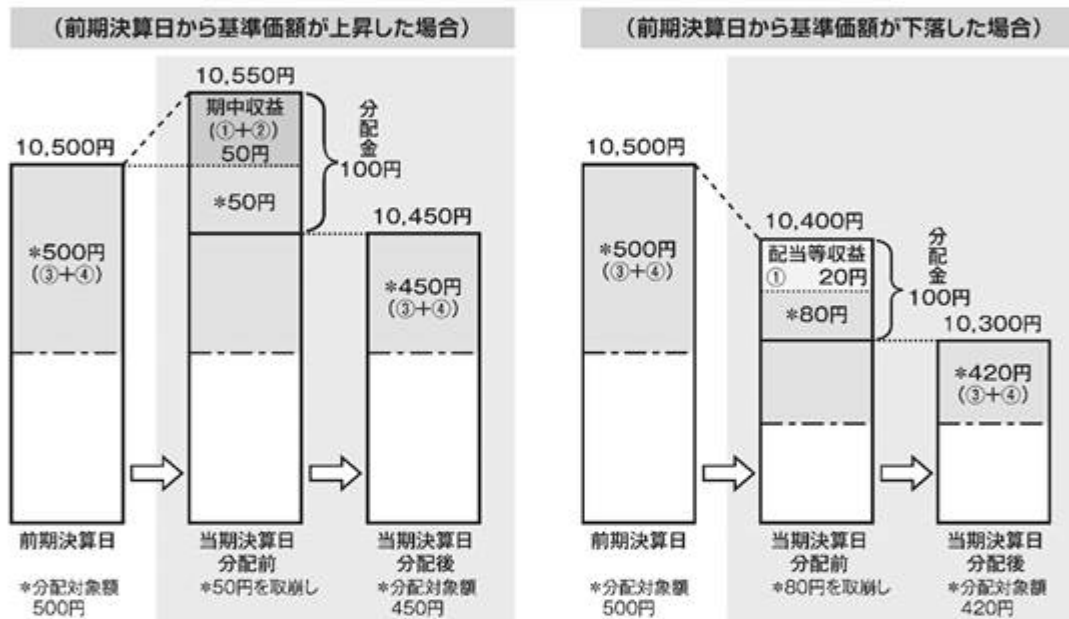 (前期決算日から基準価額が上昇した場合)
10,550円
期中収益
(①+②)
50円
*50円
分配金
100円
10,500円
*500円
(③+④)
10,450円
*450円
(③+④)
前期決算日
*分配対象額
500円
当期決算日
分配前
*50円を取崩し
当期決算日
分配後
*分配対象額
450円
(前期決算日から基準価額が下落した場合)
10,500円
*500円
(③+④)
10,400円
配当等収益
① 20円
*80円
分配金
100円
10,300円
*420円
(③+④)
前期決算日
*分配対象額
500円
当期決算日
分配前
*80円を取崩し
当期決算日
分配後
*分配対象額
420円